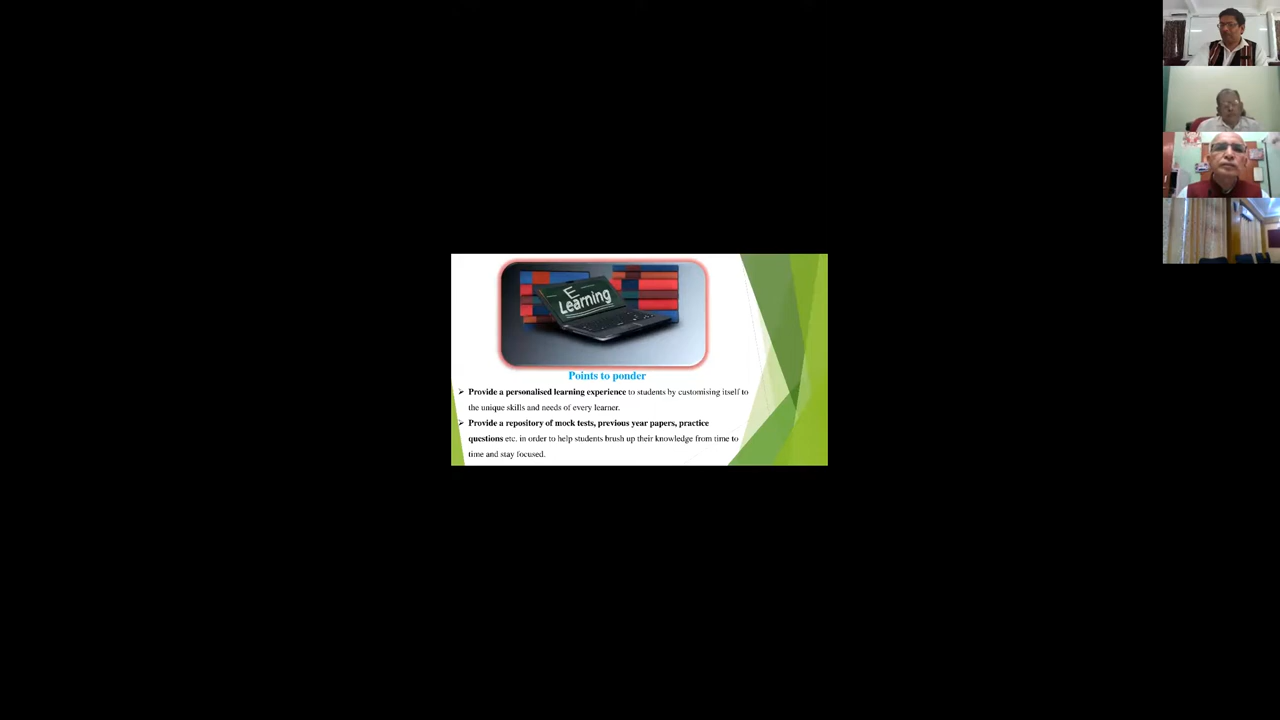 E
Learning
Points to ponder
➢ Provide a personalised learning experience to students by customising itself to
the unique skills and needs of every learner.
➢ Provide a repository of mock tests, previous year papers, practice
questions etc. in order to help students brush up their knowledge from time to
time and stay focused.